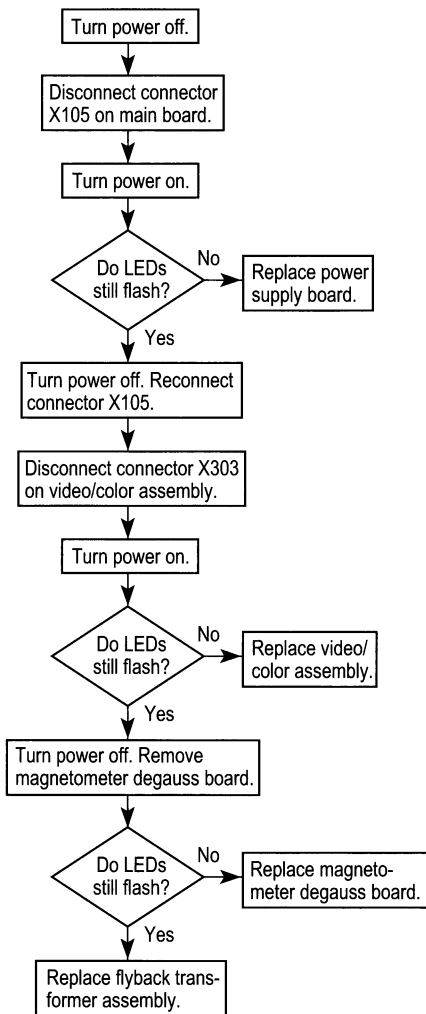 Turn power off.
Disconnect connector
X105 on main board.
Turn power on.
Do LEDs
still flash?
No
Replace power
supply board.
Yes
Turn power off. Reconnect
connector X105.
Disconnect connector X303
on video/color assembly.
Turn power on.
Do LEDs
still flash?
No
Replace video/
color assembly.
Yes
Turn power off. Remove
magnetometer degauss board.
Do LEDs
still flash?
No
Replace magneto-
meter degauss board.
Yes
Replace flyback trans-
former assembly.